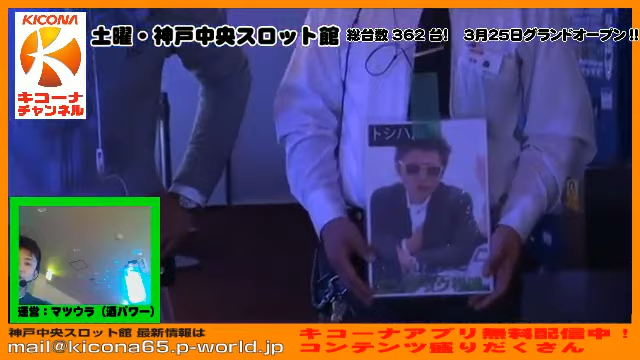 KICONA
キコーナ
チャンネル
土曜・神戸中央スロット館 総台数362台! 3月25日グランドオープン!!
トシハ
運営：マツウラ（酒パワー）
神戸中央スロット館 最新情報は
mail@kicona65.p-world.jp
キコーナアプリ無料配信中！
コンテンツ盛りだくさん